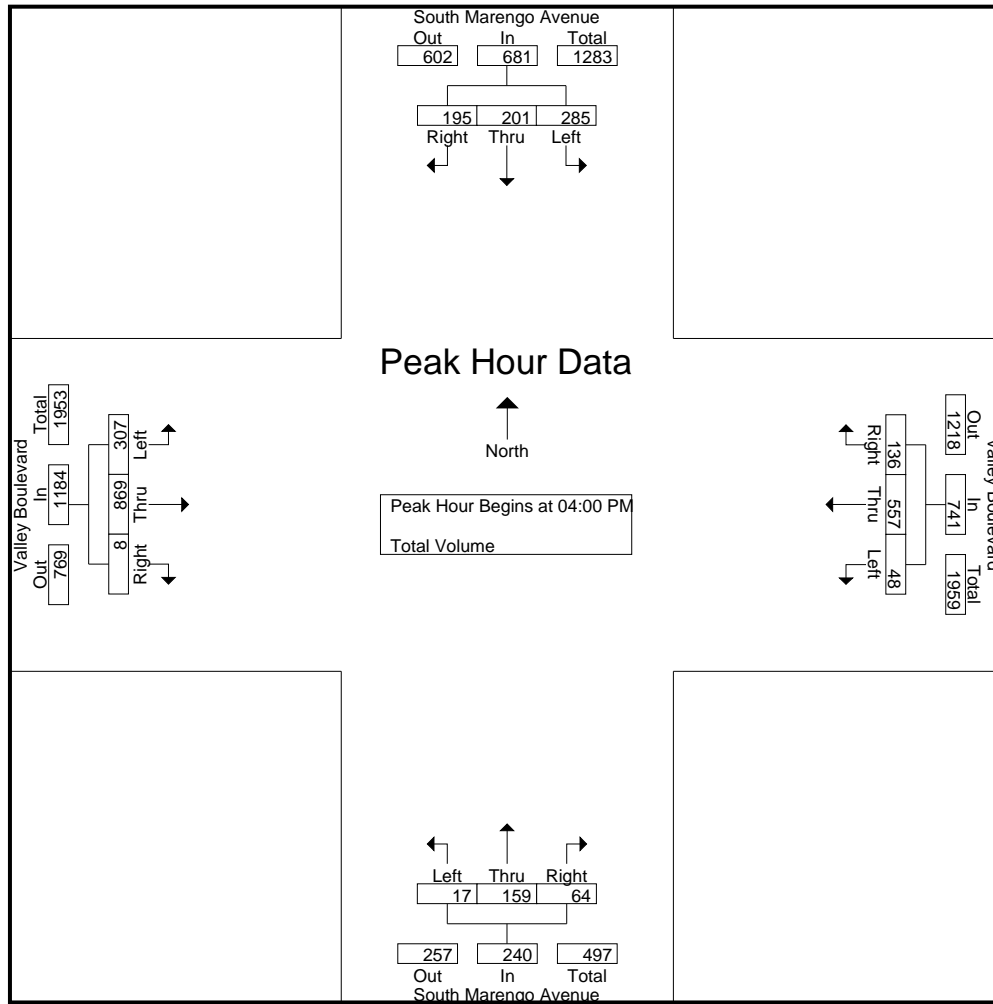 South Marengo Avenue
Out In Total
602 681 1283
195 201 285
Right Thru Left
Peak Hour Data
North
Peak Hour Begins at 04:00 PM
Total Volume
Valley Boulevard
Out In Total
769 1184 1953
8 869 307
Right Thru Left
Valley Boulevard
Out In Total
1218 741 1959
136 557 48
Right Thru Left
Left Thru Right
17 159 64
257 240 497
Out In Total
South Marengo Avenue